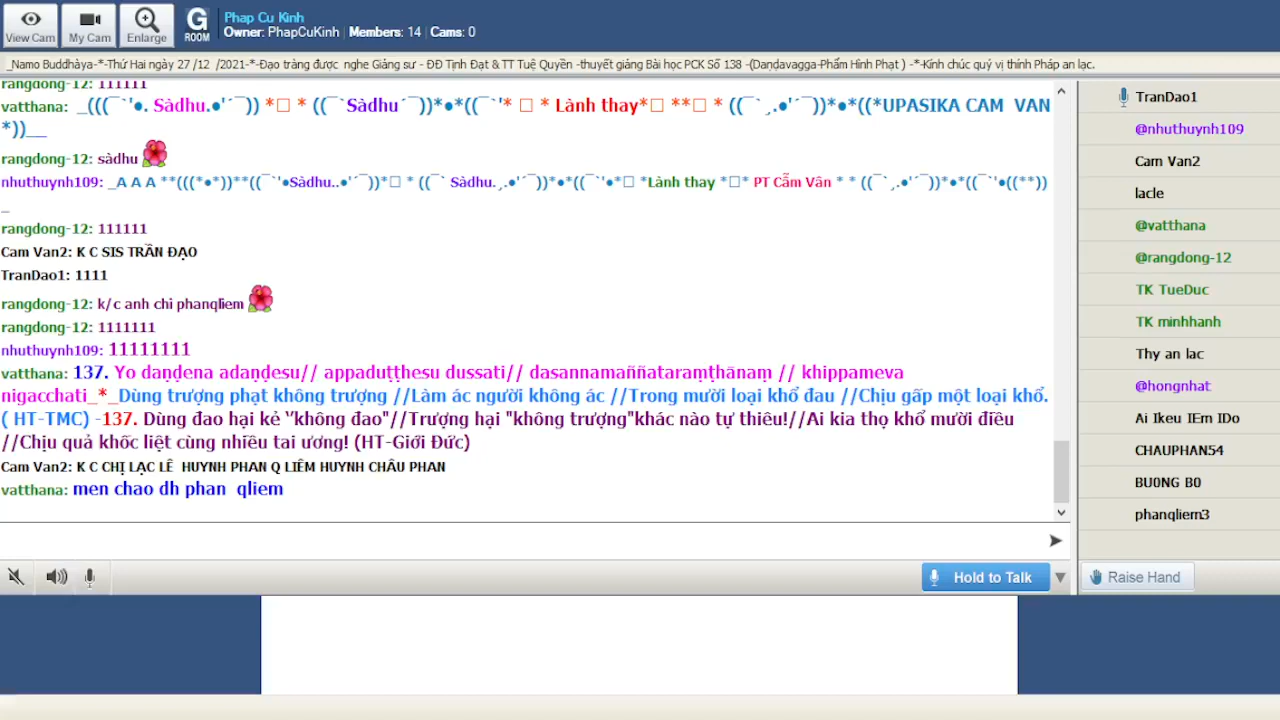 View Cam
My Cam
Enlarge
G
ROOM
Phap Cu Kinh
Owner: PhapCuKinh | Members: 14 | Cams: 0
_Namo Buddhàya-*-Thứ Hai ngày 27 /12 /2021-*-Đạo tràng được nghe Giảng sư - ĐĐ Tịnh Đạt & TT Tuệ Quyền -thuyết giảng Bài học PCK Số 138 -(Daṇḍavagga-Phẩm Hình Phạt ) -*-Kính chúc quý vị thính Pháp an lạc.
rangdong-12: 111111
vatthana: _(((¯`'●. Sàdhu.●'´¯)) *□ * ((¯`Sàdhu´¯))*●*((¯`'* □ * Lành thay*□ **□ * ((¯`¸.●'´¯))*●*((*UPASIKA CAM VAN
*))__
rangdong-12: sàdhu
nhuthuynh109: _A A A **(((*●*))**((¯`'●Sàdhu..●'´¯))*□ * ((¯` Sàdhu.¸.●'´¯))*●*((¯`'●*□ *Lành thay *□* PT Cẩm Vân * * ((¯`¸.●'´¯))*●*((¯`'●((**))
_
rangdong-12: 111111
Cam Van2: K C SIS TRẦN ĐẠO
TranDao1: 1111
rangdong-12: k/c anh chi phanqliem
rangdong-12: 1111111
nhuthuynh109: 11111111
vatthana: 137. Yo daṇḍena adaṇḍesu// appaduṭṭhesu dussati// dasannamaññataraṃṭhānaṃ // khippameva
nigacchati_*_Dùng trượng phạt không trượng //Làm ác người không ác //Trong mười loại khổ đau //Chịu gấp một loại khổ.
( HT-TMC) -137. Dùng đao hại kẻ "không đao"//Trượng hại "không trượng"khác nào tự thiêu!//Ai kia thọ khổ mười điều
//Chịu quả khốc liệt cùng nhiều tai ương! (HT-Giới Đức)
Cam Van2: K C CHỊ LẠC LÊ HUYNH PHAN Q LIÊM HUYNH CHÂU PHAN
vatthana: men chao dh phan qliem
Hold to Talk
TranDao1
@nhuthuynh109
Cam Van2
lacle
@vatthana
@rangdong-12
TK TueDuc
TK minhhanh
Thy an lac
@hongnhat
Ai Ikeu IEm IDo
CHAUPHAN54
BU0NG B0
phanqliem3
Raise Hand